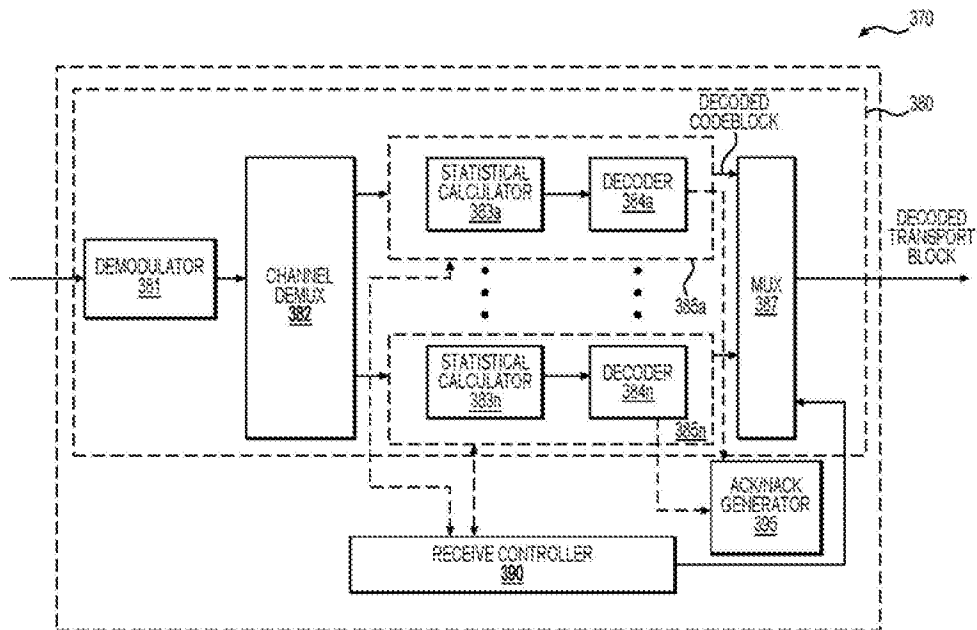 370
380
DECODED
CODEBLOCK
STATISTICAL
CALCULATOR
383a
DECODER
384a
DECODED
TRANSPORT
BLOCK
DEMODULATOR
381
CHANNEL
DEMUX
382
MUX
387
385a
STATISTICAL
CALCULATOR
383n
DECODER
384n
385n
ACK/NACK
GENERATOR
395
RECEIVE CONTROLLER
390